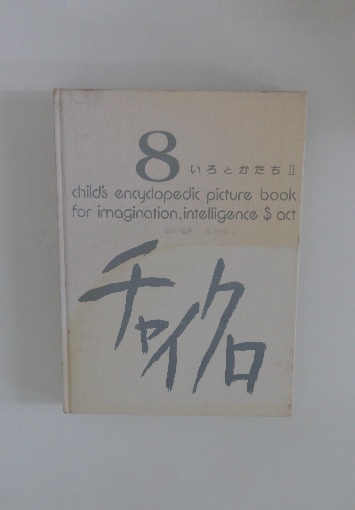 8 いろとかたち II
child's encyclopedic picture book
for imagination, intelligence $ act
チャイクロ